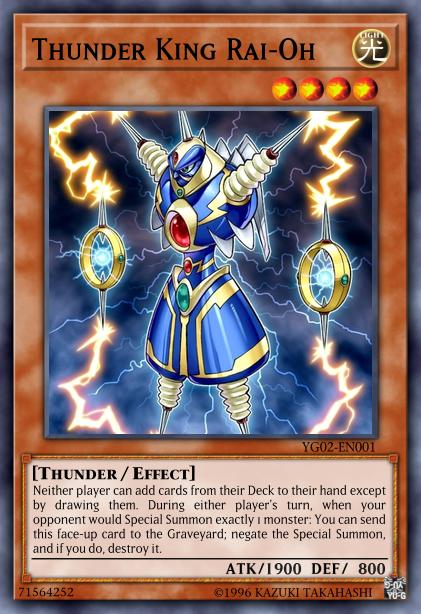 THUNDER KING RAI-OH
LIGHT
光
YG02-EN001
[THUNDER / EFFECT]
Neither player can add cards from their Deck to their hand except
by drawing them. During either player's turn, when your
opponent would Special Summon exactly 1 monster: You can send
this face-up card to the Graveyard; negate the Special Summon,
and if you do, destroy it.
ATK/1900 DEF/ 800
71564252
©1996 KAZUKI TAKAHASHI